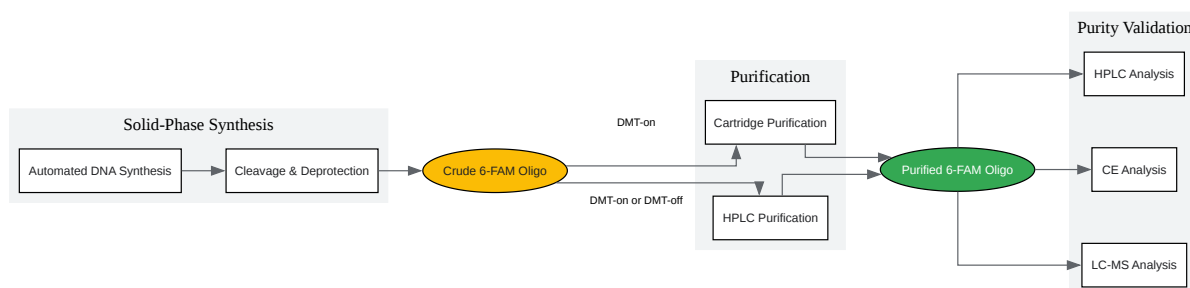 Solid-Phase Synthesis
Automated DNA Synthesis
Cleavage & Deprotection
Crude 6-FAM Oligo
DMT-on
DMT-on or DMT-off
Purification
Cartridge Purification
HPLC Purification
Purified 6-FAM Oligo
Purity Validation
HPLC Analysis
CE Analysis
LC-MS Analysis